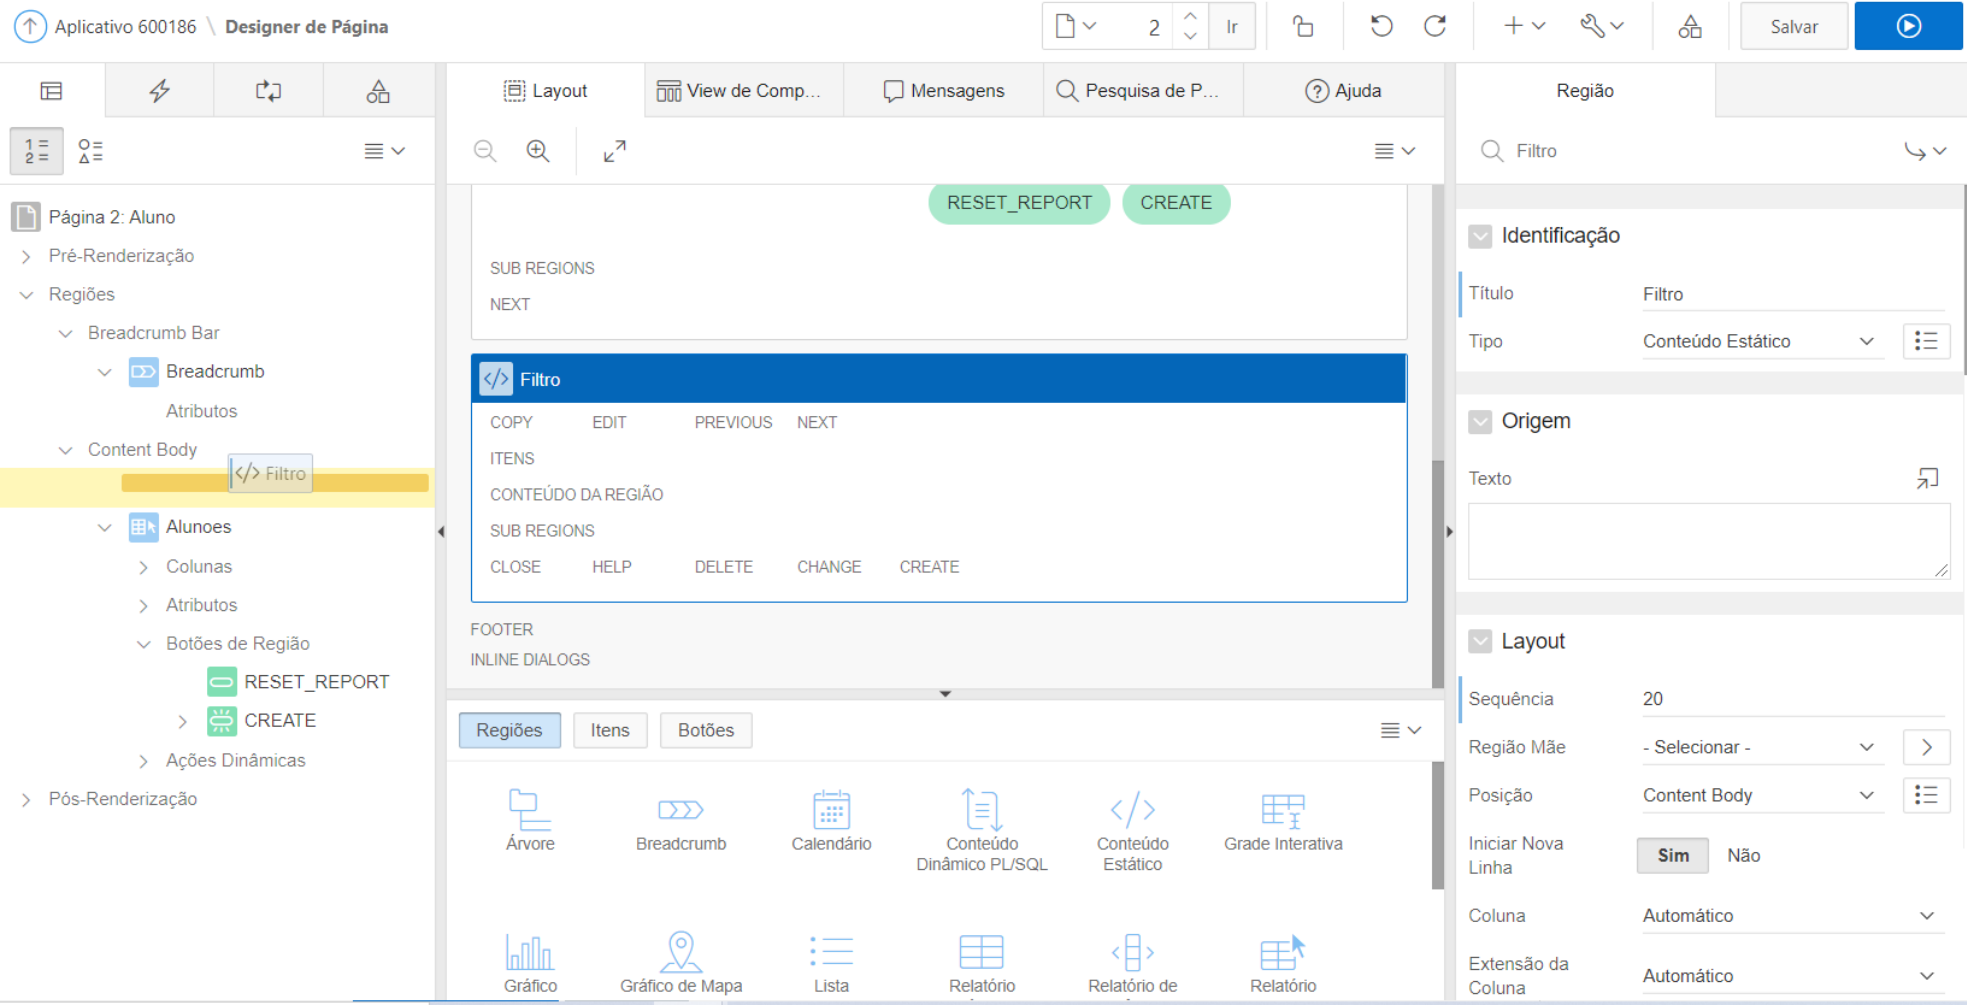 Aplicativo 600186 \ Designer de Página
2
Ir
Salvar
Layout
View de Comp...
Mensagens
Pesquisa de P...
Ajuda
Região
Filtro
Página 2: Aluno
Pré-Renderização
Regiões
Breadcrumb Bar
Breadcrumb
Atributos
Content Body
</> Filtro
Alunoes
Colunas
Atributos
Botões de Região
RESET_REPORT
CREATE
Ações Dinâmicas
Pós-Renderização
RESET_REPORT CREATE
SUB REGIONS
NEXT
</> Filtro
COPY EDIT PREVIOUS NEXT
ITENS
CONTEÚDO DA REGIÃO
SUB REGIONS
CLOSE HELP DELETE CHANGE CREATE
FOOTER
INLINE DIALOGS
Regiões Itens Botões
Árvore
Breadcrumb
Calendário
Conteúdo
Dinâmico PL/SQL
Conteúdo
Estático
Grade Interativa
Gráfico
Gráfico de Mapa
Lista
Relatório
Relatório de
Relatório
Identificação
Título Filtro
Tipo Conteúdo Estático
Origem
Texto
Layout
Sequência 20
Região Mãe - Selecionar -
Posição Content Body
Iniciar Nova
Linha
Sim Não
Coluna Automático
Extensão da
Coluna
Automático